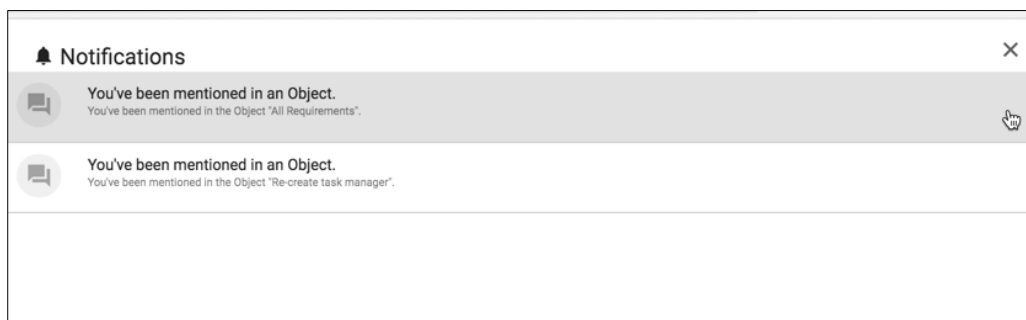 Notifications
You've been mentioned in an Object.
You've been mentioned in the Object "All Requirements".
You've been mentioned in an Object.
You've been mentioned in the Object "Re-create task manager".